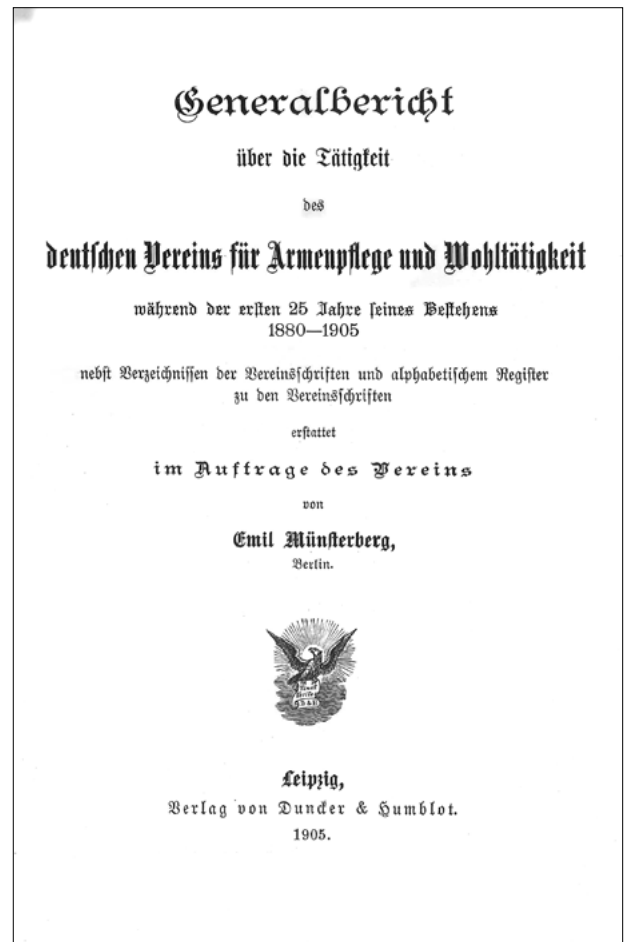 Generalbericht
über die Tätigkeit
des
deutschen Vereins für Armenpflege und Wohltätigkeit
während der ersten 25 Jahre seines Bestehens
1880—1905
nebst Verzeichnissen der Vereinsschriften und alphabetischem Register
zu den Vereinsschriften
erstattet
im Auftrage des Vereins
von
Emil Münsterberg,
Berlin.
Leipzig,
Verlag von Duncker & Humblot.
1905.